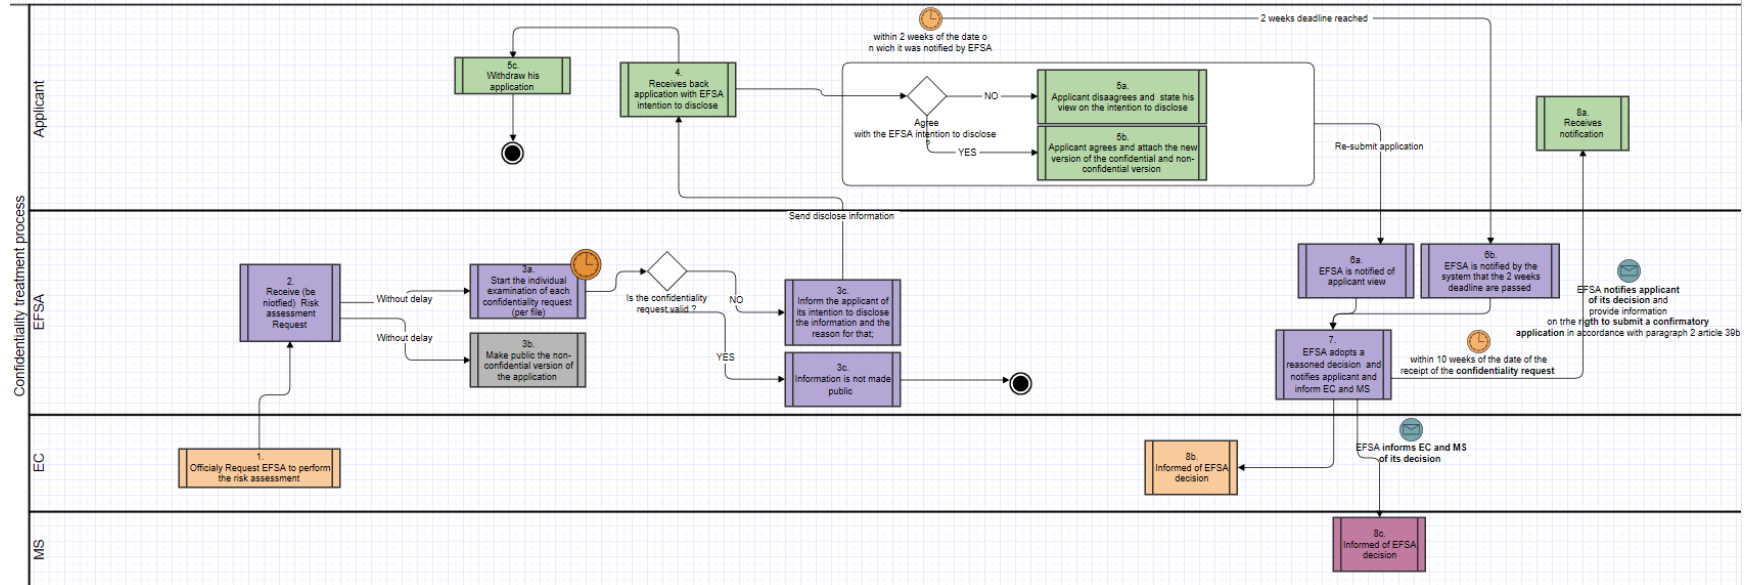 Confidentiality treatment process
Applicant
EFSA
EC
MS
within 2 weeks of the date o
n wich it was notified by EFSA
2 weeks deadline reached
5c.
Withdraw his
application
4.
Receives back
application with EFSA
intention to disclose
Agree
with the EFSA intention to disclose
?
NO
YES
5a.
Applicant disaagrees and state his
view on the intention to disclose
5b.
Applicant agrees and attach the new
version of the confidential and non-
confidential version
Re-submit application
8a.
Receives
notification
Send disclose information
2.
Receive (be
niotfied) Risk
assessment
Request
Without delay
Without delay
3a.
Start the individual
examination of each
confidentiality request
(per file)
3b.
Make public the non-
confidential version of
the application
Is the confidentiality
request valid ?
NO
YES
3c.
Inform the applicant of
its intention to disclose
the information and the
reason for that;
3c.
Information is not made
public
6a.
EFSA is notified of
applicant view
6b.
EFSA is notified by the
system that the 2 weeks
deadline are passed
EFSA notifies applicant
of its decision and
provide information
on trhe rigth to submit a confirmatory
application in accordance with paragraph 2 article 39b
7.
EFSA adopts a
reasoned decision and
notifies applicant and
inform EC and MS
within 10 weeks of the date of the
receipt of the confidentiality request
1.
Officialy Request EFSA to perform
the risk assessment
8b.
Informed of EFSA
decision
EFSA informs EC and MS
of its decision
8c.
Informed of EFSA
decision